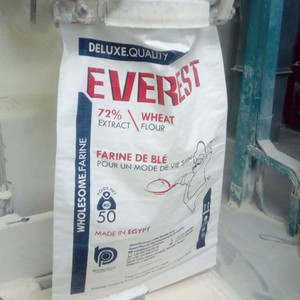 DELUXE.QUALITY
EVEREST
72% WHEAT
EXTRACT FLOUR
WHOLESOME.FARINE
FARINE DE BLÉ
POUR UN MODE DE VIE SAIN
KG
50
MADE IN EGYPT